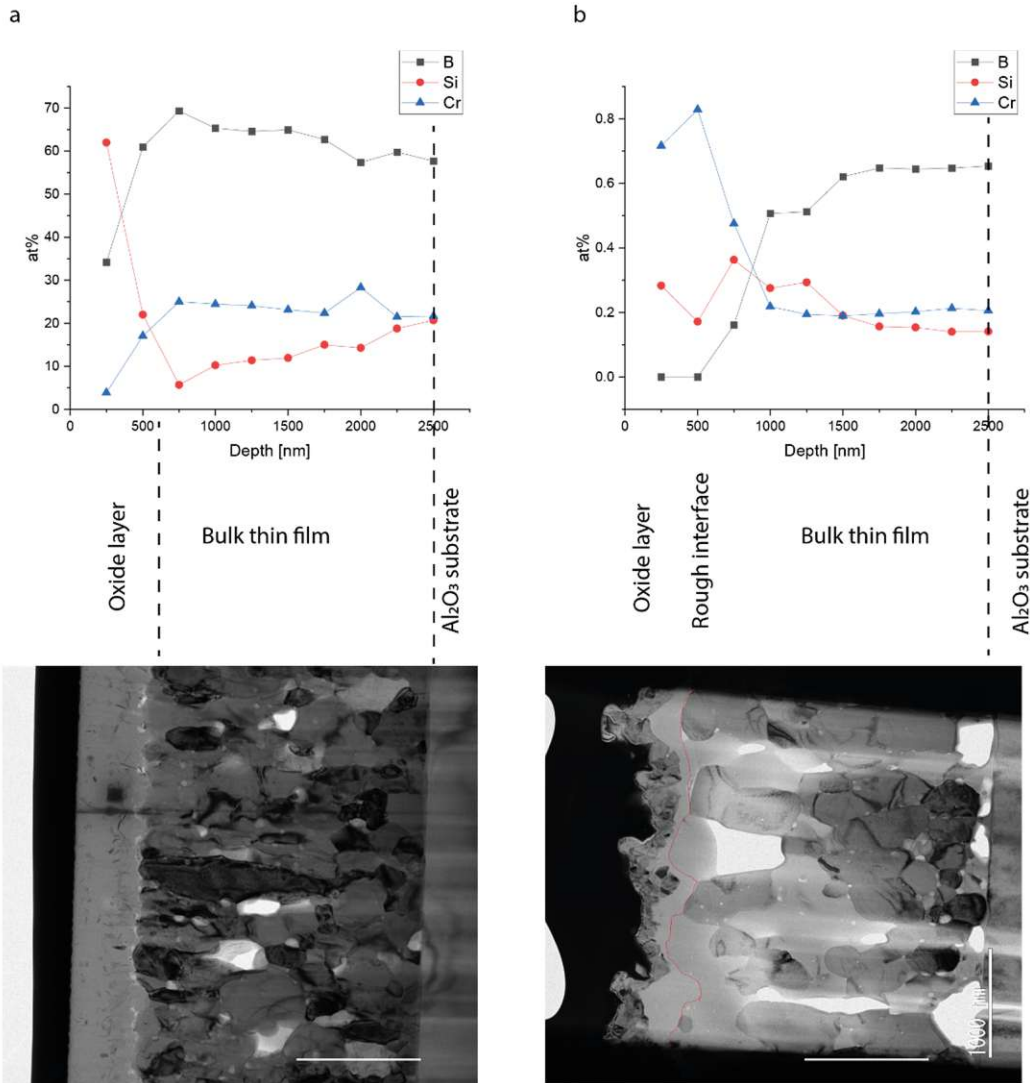 a
B
Si
Cr
70
60
50
40
30
20
10
0
at%
0
500
1000
1500
2000
2500
Depth [nm]
Oxide layer
Bulk thin film
Al₂O₃ substrate
b
B
Si
Cr
0.8
0.6
0.4
0.2
0.0
at%
0
500
1000
1500
2000
2500
Depth [nm]
Oxide layer
Rough interface
Bulk thin film
Al₂O₃ substrate
1000 nm